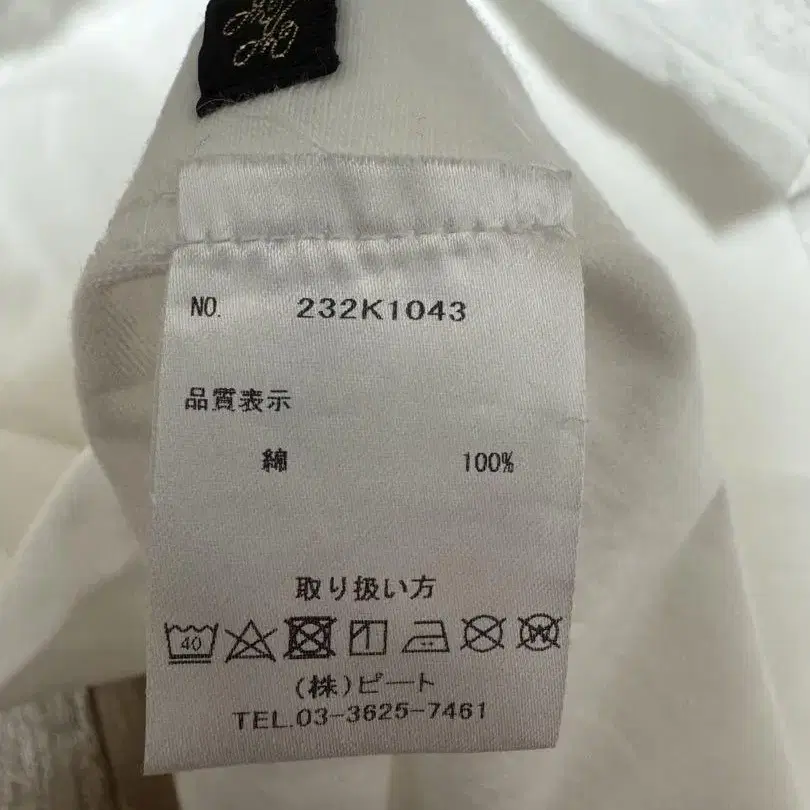 NO. 232K1043
品質表示
綿 100%
取り扱い方
40
(株)ピート
TEL.03-3625-7461